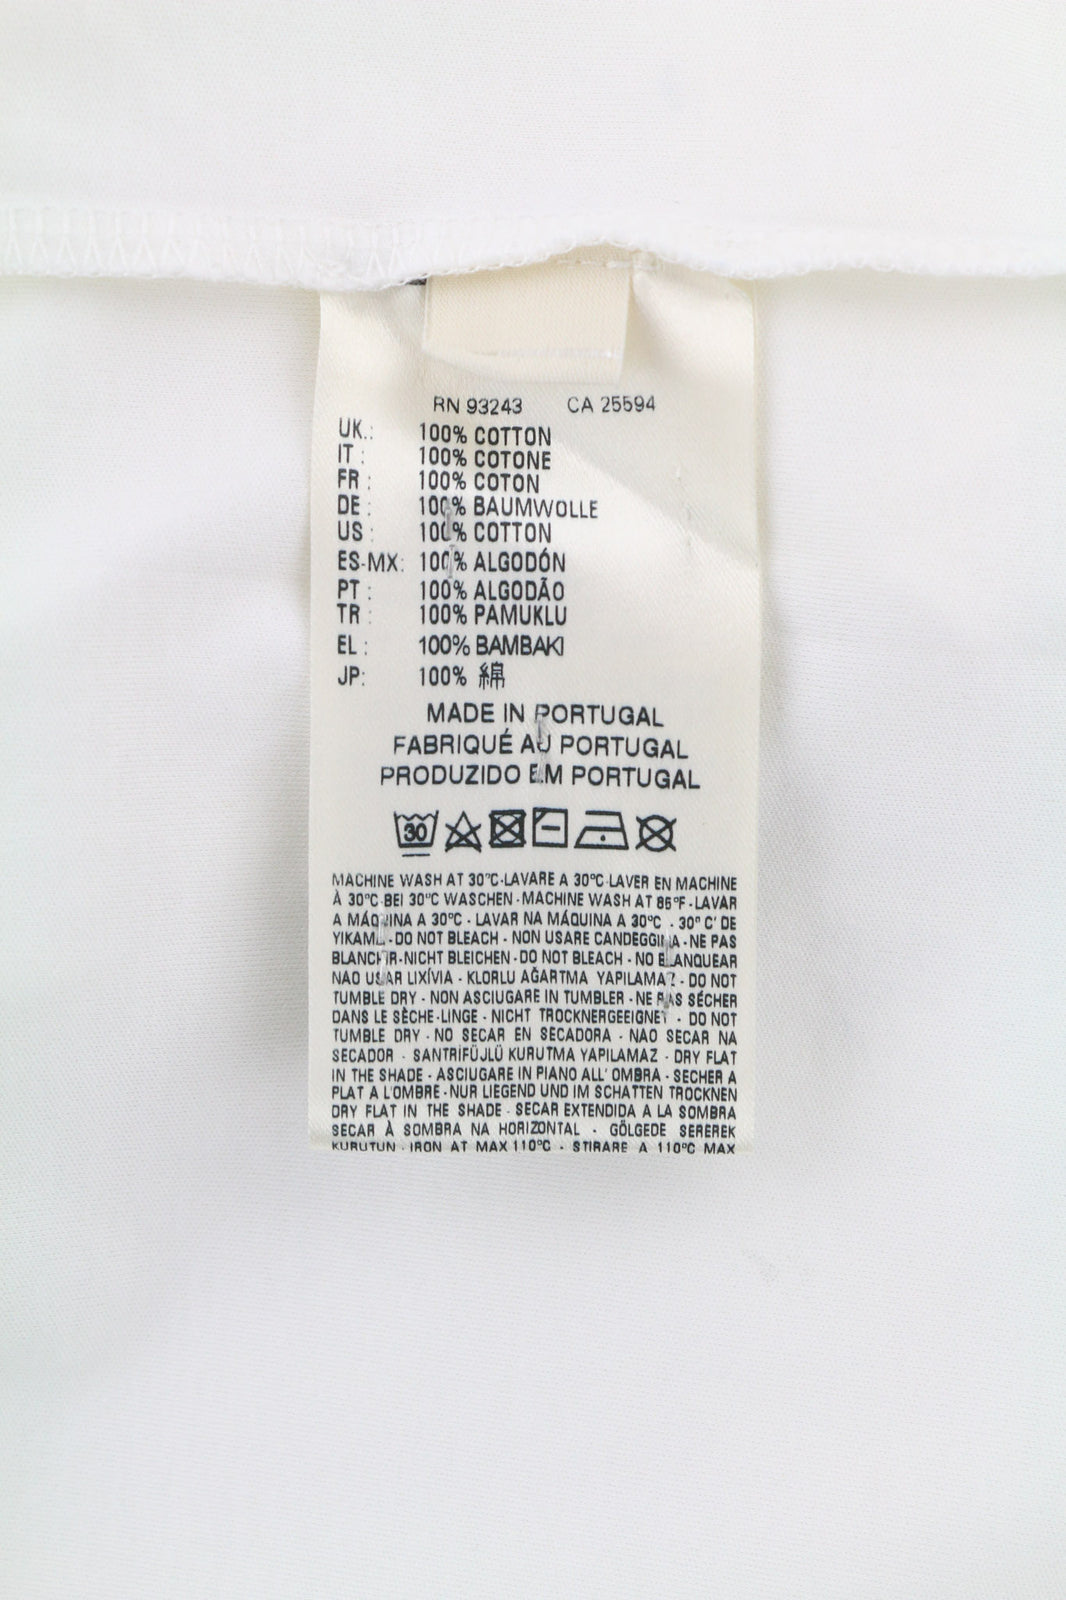 RN 93243 CA 25594
UK.: 100% COTTON
IT : 100% COTONE
FR : 100% COTON
DE : 100% BAUMWOLLE
US : 100% COTTON
ES-MX: 100% ALGODÓN
PT : 100% ALGODÃO
TR : 100% PAMUKLU
EL : 100% BAMBAKI
JP: 100% 綿
MADE IN PORTUGAL
FABRIQUÉ AU PORTUGAL
PRODUZIDO EM PORTUGAL
30
MACHINE WASH AT 30°C-LAVARE A 30°C-LAVER EN MACHINE
À 30°C-BEI 30°C WASCHEN-MACHINE WASH AT 86°F-LAVAR
A MÁQUINA A 30°C - LAVAR NA MÁQUINA A 30°C - 30° C' DE
YIKAMA-DO NOT BLEACH - NON USARE CANDEGGINA-NE PAS
BLANCHIR-NICHT BLEICHEN-DO NOT BLEACH - NO BLANQUEAR
NAO USAR LIXÍVIA - KLORLU AĞARTMA YAPILAMAZ - DO NOT
TUMBLE DRY - NON ASCIUGARE IN TUMBLER - NE PAS SÉCHER
DANS LE SÈCHE-LINGE - NICHT TROCKNERGEEIGNET - DO NOT
TUMBLE DRY - NO SECAR EN SECADORA - NAO SECAR NA
SECADOR - SANTRİFÜJLÜ KURUTMA YAPILAMAZ - DRY FLAT
IN THE SHADE - ASCIUGARE IN PIANO ALL' OMBRA - SECHER A
PLAT A L'OMBRE-NUR LIEGEND UND IM SCHATTEN TROCKNEN
DRY FLAT IN THE SHADE - SECAR EXTENDIDA A LA SOMBRA
SECAR À SOMBRA NA HORIZONTAL - GÖLGEDE SEREREK
KURUTUN - IRON AT MAX 110°C - STIRARE A 110°C MAX